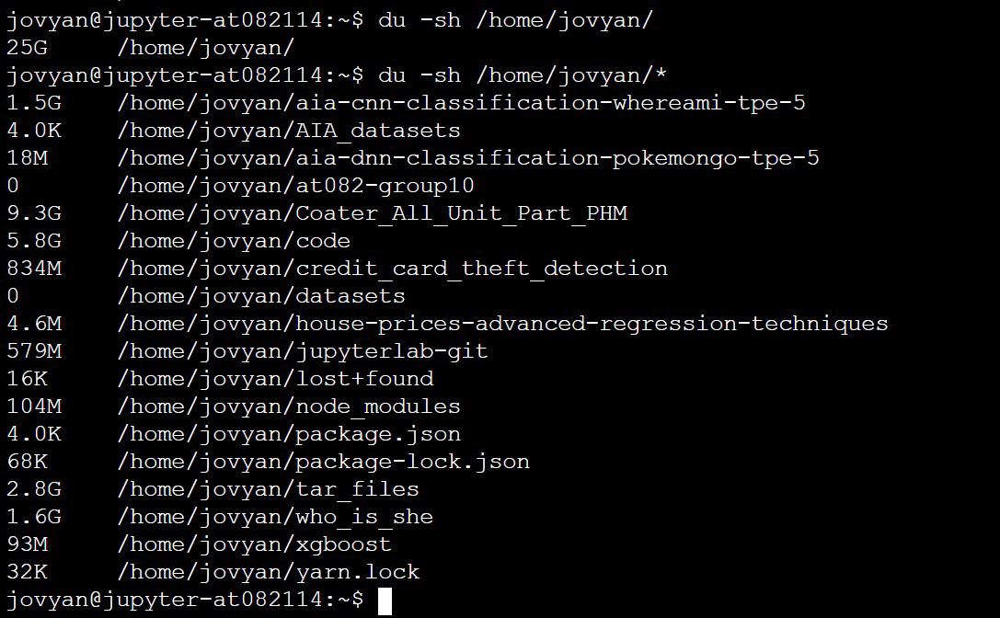 jovyan@jupyter-at082114:~$ du -sh /home/jovyan/
25G     /home/jovyan/
jovyan@jupyter-at082114:~$ du -sh /home/jovyan/*
1.5G    /home/jovyan/aia-cnn-classification-whereami-tpe-5
4.0K    /home/jovyan/AIA_datasets
18M     /home/jovyan/aia-dnn-classification-pokemongo-tpe-5
0       /home/jovyan/at082-group10
9.3G    /home/jovyan/Coater_All_Unit_Part_PHM
5.8G    /home/jovyan/code
834M    /home/jovyan/credit_card_theft_detection
0       /home/jovyan/datasets
4.6M    /home/jovyan/house-prices-advanced-regression-techniques
579M    /home/jovyan/jupyterlab-git
16K     /home/jovyan/lost+found
104M    /home/jovyan/node_modules
4.0K    /home/jovyan/package.json
68K     /home/jovyan/package-lock.json
2.8G    /home/jovyan/tar_files
1.6G    /home/jovyan/who_is_she
93M     /home/jovyan/xgboost
32K     /home/jovyan/yarn.lock
jovyan@jupyter-at082114:~$